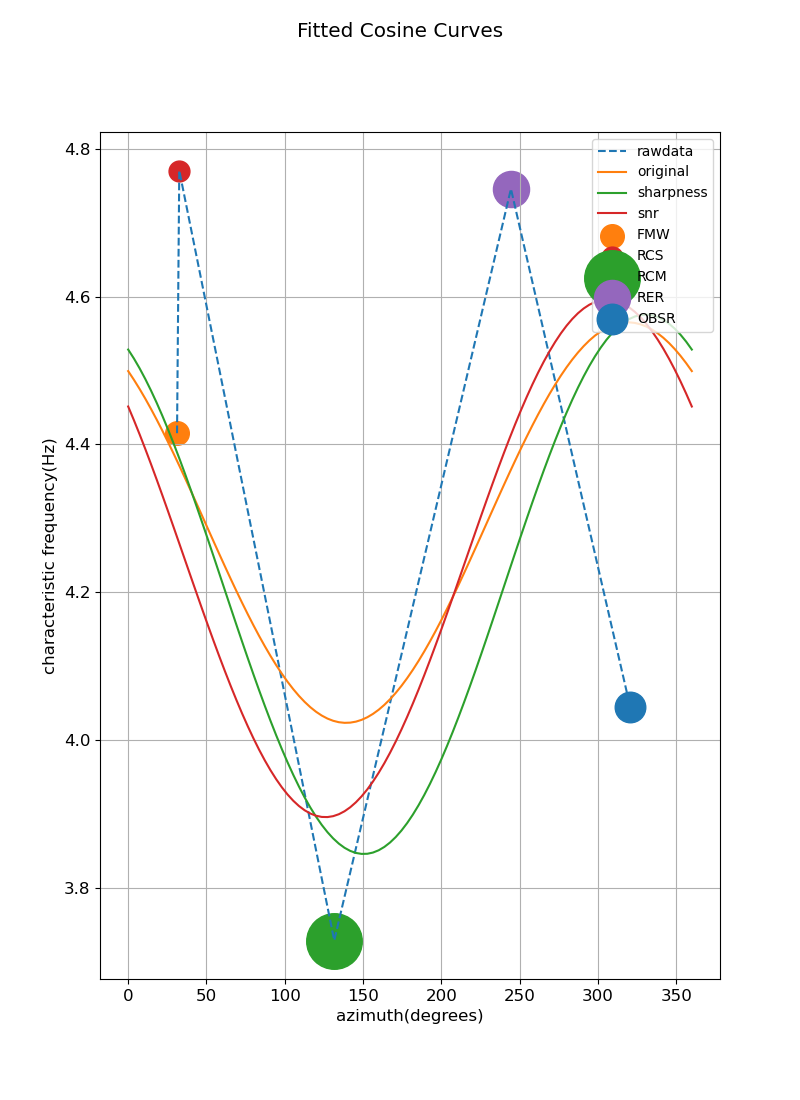 Fitted Cosine Curves
4.8
4.6
4.4
4.2
4.0
3.8
characteristic frequency(Hz)
rawdata
original
sharpness
snr
FMW
RCS
RCM
RER
OBSR
0 50 100 150 200 250 300 350
azimuth(degrees)